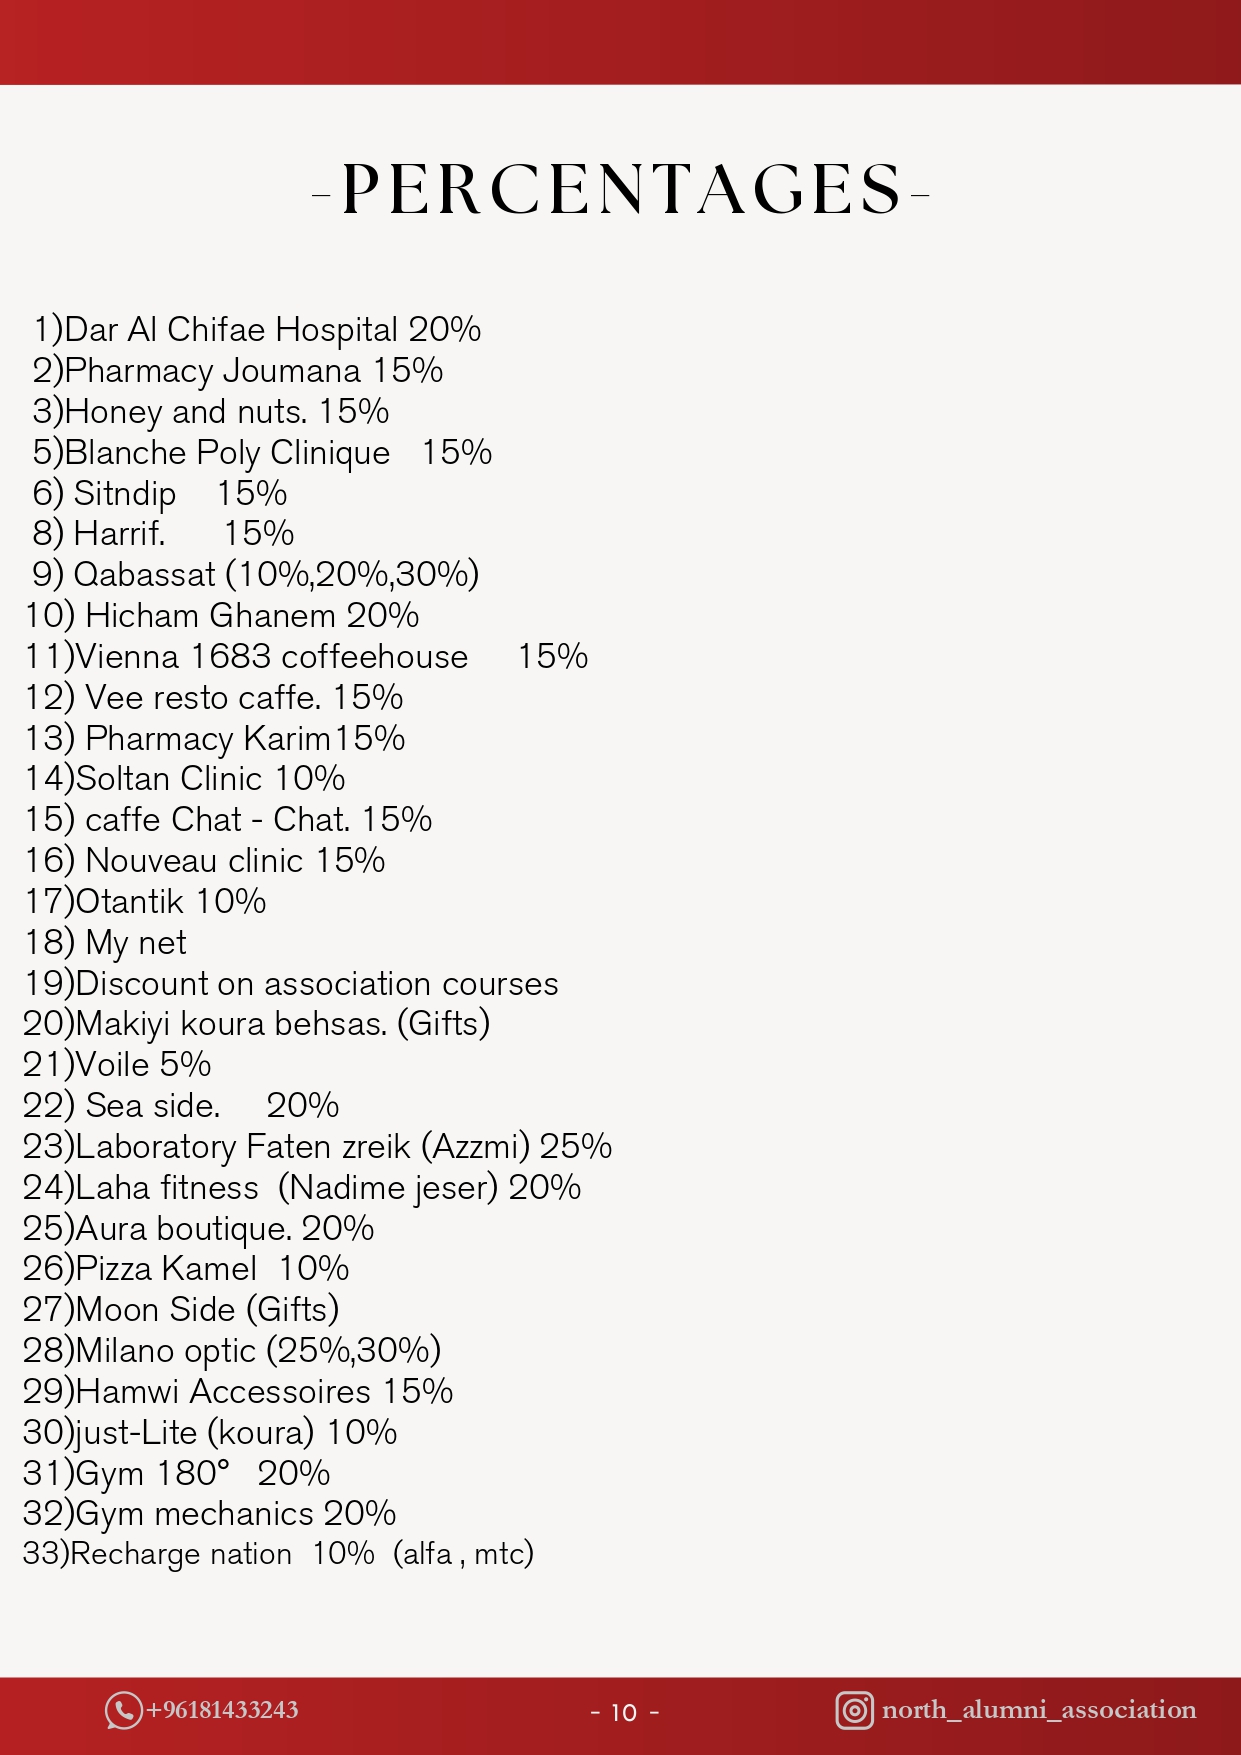 -PERCENTAGES-
1)Dar Al Chifae Hospital 20%
2)Pharmacy Joumana 15%
3)Honey and nuts. 15%
5)Blanche Poly Clinique 15%
6) Sitndip 15%
8) Harrif. 15%
9) Qabassat (10%,20%,30%)
10) Hicham Ghanem 20%
11)Vienna 1683 coffeehouse 15%
12) Vee resto caffe. 15%
13) Pharmacy Karim15%
14)Soltan Clinic 10%
15) caffe Chat - Chat. 15%
16) Nouveau clinic 15%
17)Otantik 10%
18) My net
19)Discount on association courses
20)Makiyi koura behsas. (Gifts)
21)Voile 5%
22) Sea side. 20%
23)Laboratory Faten zreik (Azzmi) 25%
24)Laha fitness (Nadime jeser) 20%
25)Aura boutique. 20%
26)Pizza Kamel 10%
27)Moon Side (Gifts)
28)Milano optic (25%,30%)
29)Hamwi Accessoires 15%
30)just-Lite (koura) 10%
31)Gym 180° 20%
32)Gym mechanics 20%
33)Recharge nation 10% (alfa , mtc)
+96181433243 - 10 - north_alumni_association